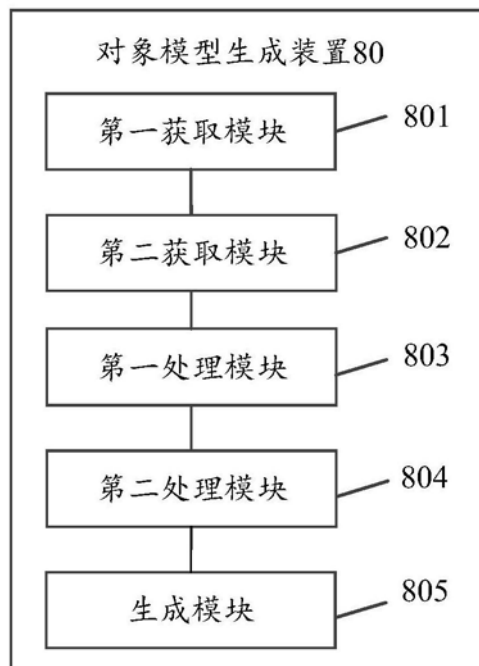 对象模型生成装置80
第一获取模块
801
第二获取模块
802
第一处理模块
803
第二处理模块
804
生成模块
805